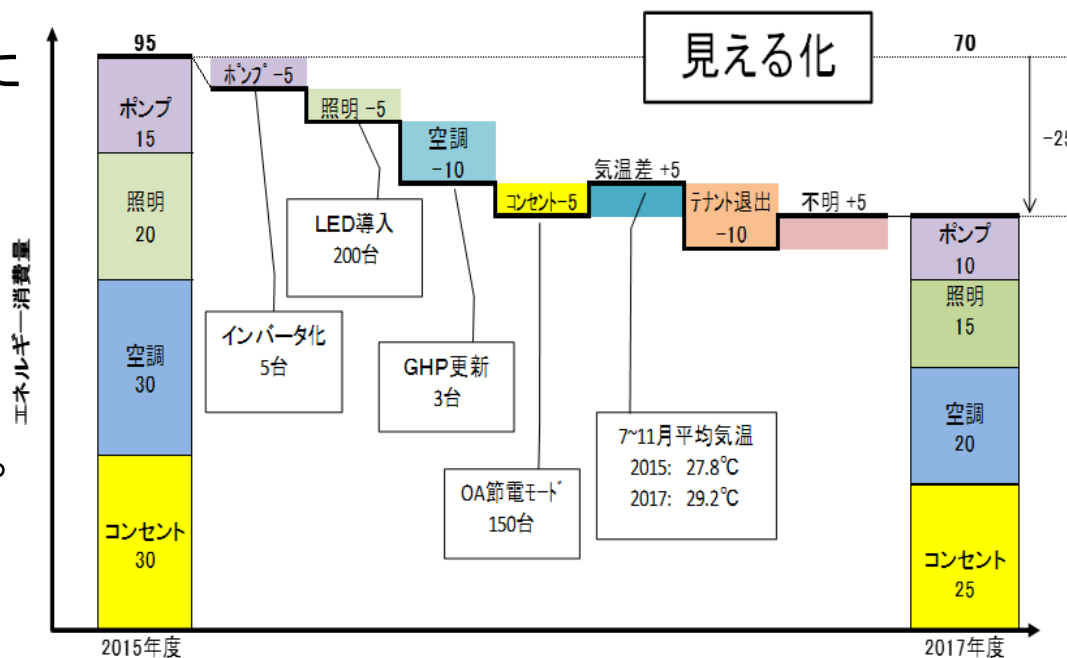 に
。
見える化
95
70
ポンプ -5
照明 -5
空調
-10
コンセント-5
気温差 +5
テナント退出
-10
不明 +5
-25
ポンプ
15
照明
20
空調
30
コンセント
30
LED導入
200台
インバータ化
5台
GHP更新
3台
OA節電モード
150台
7~11月平均気温
2015: 27.8℃
2017: 29.2℃
ポンプ
10
照明
15
空調
20
コンセント
25
エネルギー消費量
2015年度
2017年度